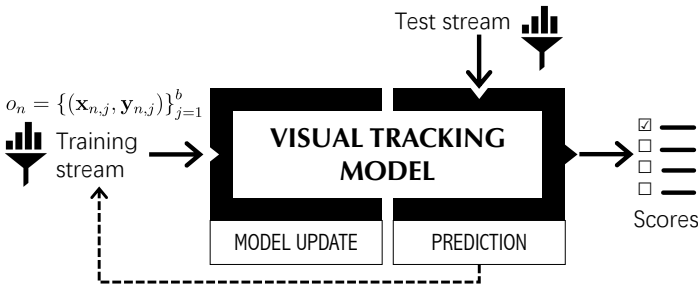 Test stream
o_n = {(x_{n,j}, y_{n,j})}_{j=1}^{b}
Training
stream
VISUAL TRACKING
MODEL
Scores
MODEL UPDATE
PREDICTION